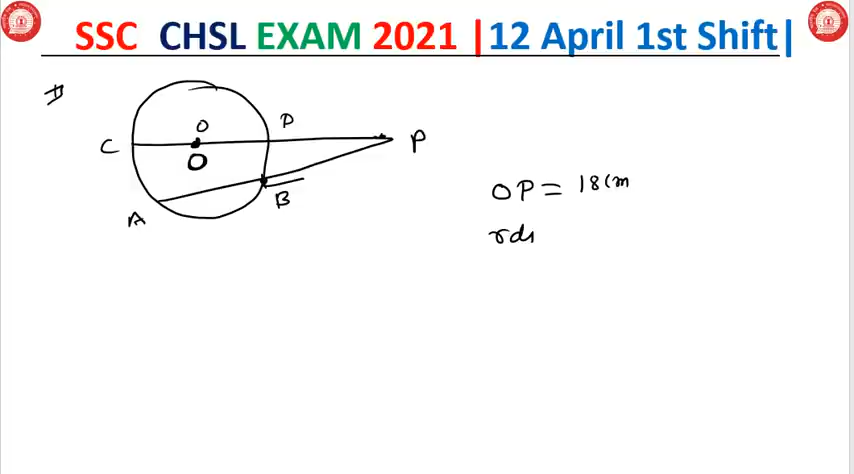 SSC CHSL EXAM 2021 |12 April 1st Shift|
O
D
C
P
O
B
A
OP = 18cm